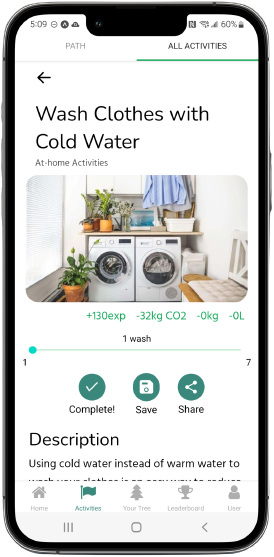 5:09 60%
PATH ALL ACTIVITIES
Wash Clothes with
Cold Water
At-home Activities
+130exp -32kg CO2 -0kg -0L
1 wash
1 7
Complete! Save Share
Description
Using cold water instead of warm water to
wash your clothes is an easy way to reduce
Home Activities Your Tree Leaderboard User